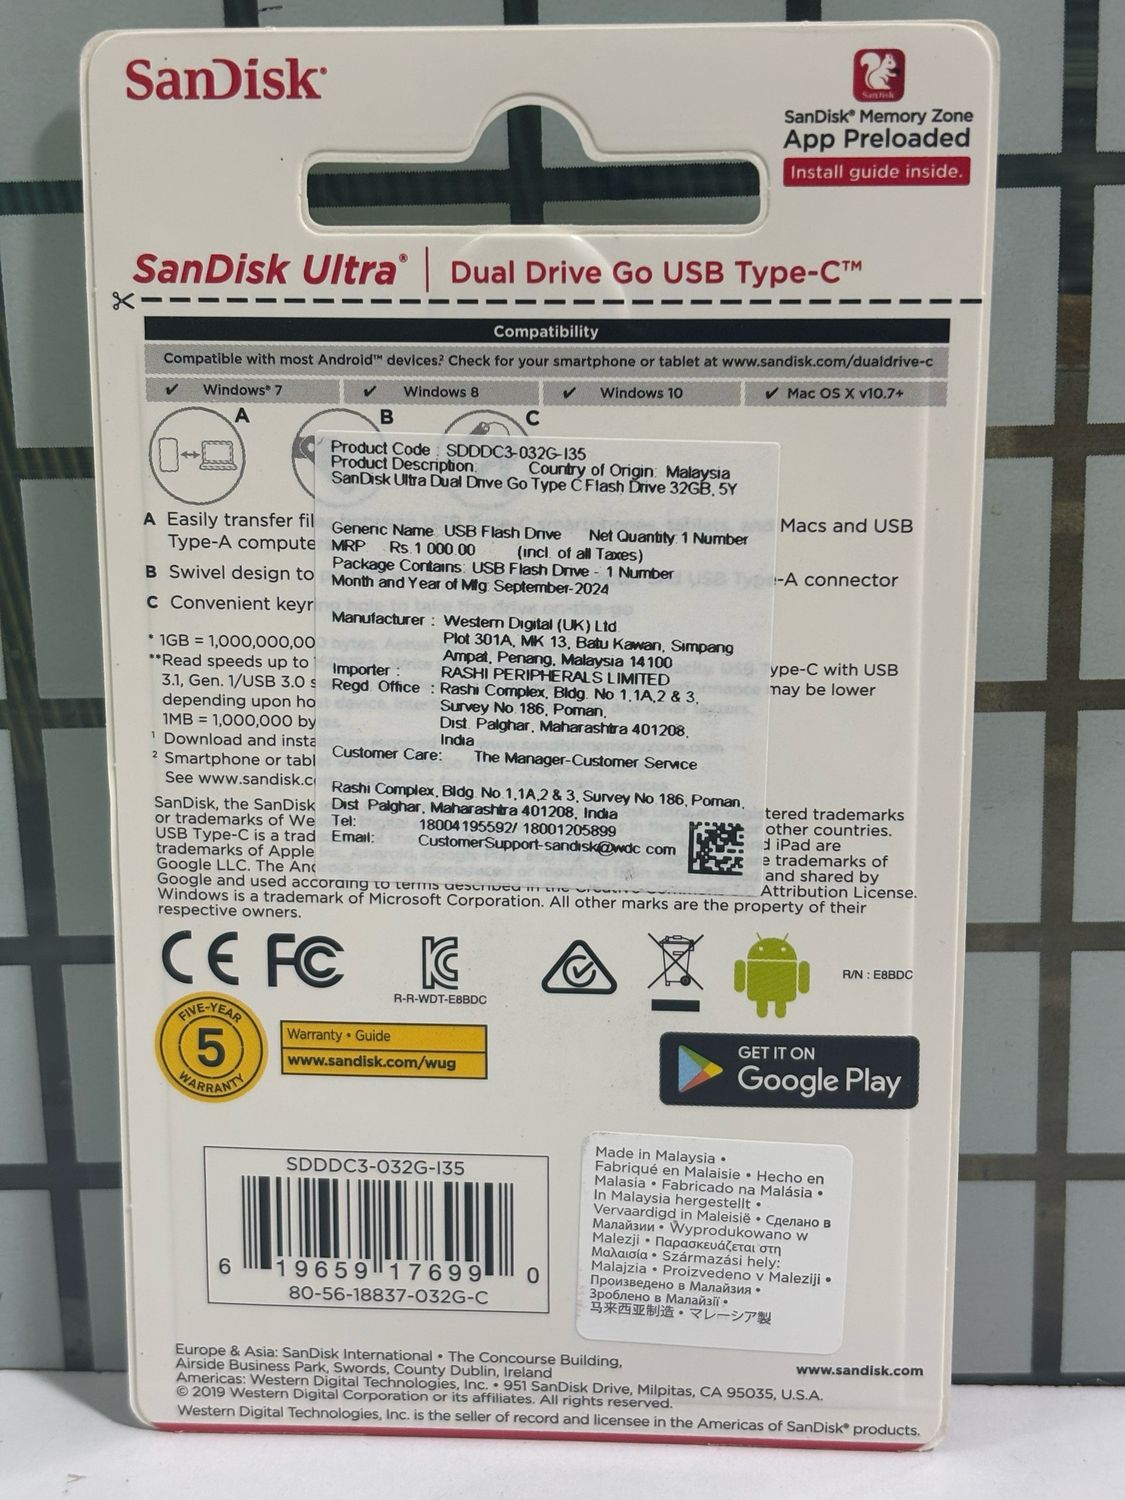 SanDisk®
SanDisk
SanDisk® Memory Zone
App Preloaded
Install guide inside.
SanDisk Ultra® | Dual Drive Go USB Type-C™
Compatibility
Compatible with most Android™ devices.² Check for your smartphone or tablet at www.sandisk.com/dualdrive-c
✔ Windows® 7 ✔ Windows 8 ✔ Windows 10 ✔ Mac OS X v10.7+
A B C
Product Code : SDDDC3-032G-I35
Product Description: Country of Origin: Malaysia
SanDisk Ultra Dual Drive Go Type C Flash Drive 32GB, 5Y
Generic Name: USB Flash Drive Net Quantity: 1 Number
MRP Rs.1 000.00 (incl. of all Taxes)
Package Contains: USB Flash Drive - 1 Number
Month and Year of Mfg: September-2024
Manufacturer : Western Digital (UK) Ltd
Plot 301A, MK 13, Batu Kawan, Simpang
Ampat, Penang, Malaysia 14100
Importer : RASHI PERIPHERALS LIMITED
Regd. Office : Rashi Complex, Bldg. No 1,1A,2 & 3,
Survey No.186, Poman,
Dist. Palghar, Maharashtra 401208,
India
Customer Care: The Manager-Customer Service
Rashi Complex, Bldg. No.1,1A,2 & 3, Survey No.186, Poman,
Dist Palghar, Maharashtra 401208, India
Tel: 18004195592/ 18001205899
Email: CustomerSupport-sandisk@wdc.com
A Easily transfer Macs and USB
Type-A
B Swivel design to -A connector
C Convenient
* 1GB = 1,000,000,00
**Read speeds up to ype-C with USB
3.1, Gen. 1/USB 3.0 may be lower
depending upon
1MB = 1,000,000
¹ Download and
² Smartphone or
See www.sandisk.c
SanDisk, the SanDisk tered trademarks
or trademarks of other countries.
USB Type-C is a iPad are
trademarks of Apple trademarks of
Google LLC. The and shared by
Google and used according to terms described in the Creative Commons Attribution License.
Windows is a trademark of Microsoft Corporation. All other marks are the property of their
respective owners.
CE FC
R-R-WDT-E8BDC
R/N : E8BDC
FIVE-YEAR
5
WARRANTY
Warranty • Guide
www.sandisk.com/wug
GET IT ON
Google Play
SDDDC3-032G-I35
6 19659 17699 0
80-56-18837-032G-C
Made in Malaysia •
Fabriqué en Malaisie • Hecho en
Malasia • Fabricado na Malásia •
In Malaysia hergestellt •
Vervaardigd in Maleisië • Сделано в
Малайзии • Wyprodukowano w
Malezji • Παρασκευάζεται στη
Μαλαισία • Származási hely:
Malajzia • Proizvedeno v Maleziji •
Произведено в Малайзия •
Зроблено в Малайзії •
马来西亚制造 • マレーシア製
Europe & Asia: SanDisk International • The Concourse Building,
Airside Business Park, Swords, County Dublin, Ireland
Americas: Western Digital Technologies, Inc. • 951 SanDisk Drive, Milpitas, CA 95035, U.S.A.
© 2019 Western Digital Corporation or its affiliates. All rights reserved.
Western Digital Technologies, Inc. is the seller of record and licensee in the Americas of SanDisk® products.
www.sandisk.com